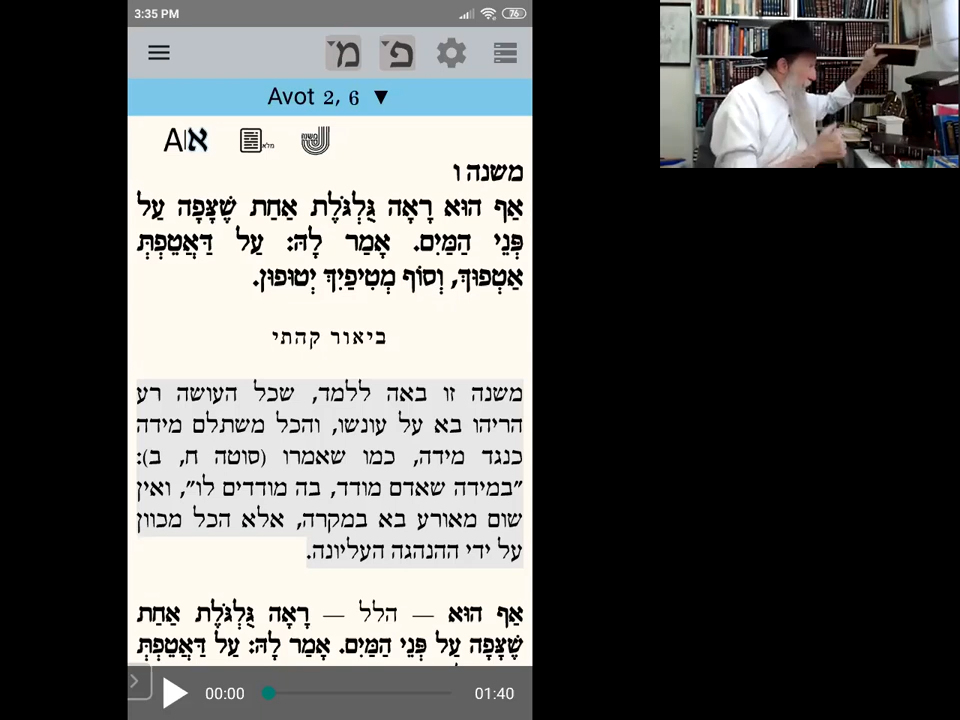 3:35 PM
76
מ׳ פ׳
Avot 2, 6 ▼
A|א
משנה ו
אַף הוּא רָאָה גֻּלְגֹּלֶת אַחַת שֶׁצָּפָה עַל
פְּנֵי הַמַּיִם. אָמַר לָהּ: עַל דַּאֲטֵפְתְּ
אַטְפוּךְ, וְסוֹף מְטִיפַיִךְ יְטוּפוּן.
ביאור קהתי
משנה זו באה ללמד, שכל העושה רע
הריהו בא על עונשו, והכל משתלם מידה
כנגד מידה, כמו שאמרו (סוטה ח, ב):
"במידה שאדם מודד, בה מודדים לו", ואין
שום מאורע בא במקרה, אלא הכל מכוון
על ידי ההנהגה העליונה.
אַף הוּא — הלל — רָאָה גֻּלְגֹּלֶת אַחַת
שֶׁצָּפָה עַל פְּנֵי הַמַּיִם. אָמַר לָהּ: עַל דַּאֲטֵפְתְּ
00:00 01:40